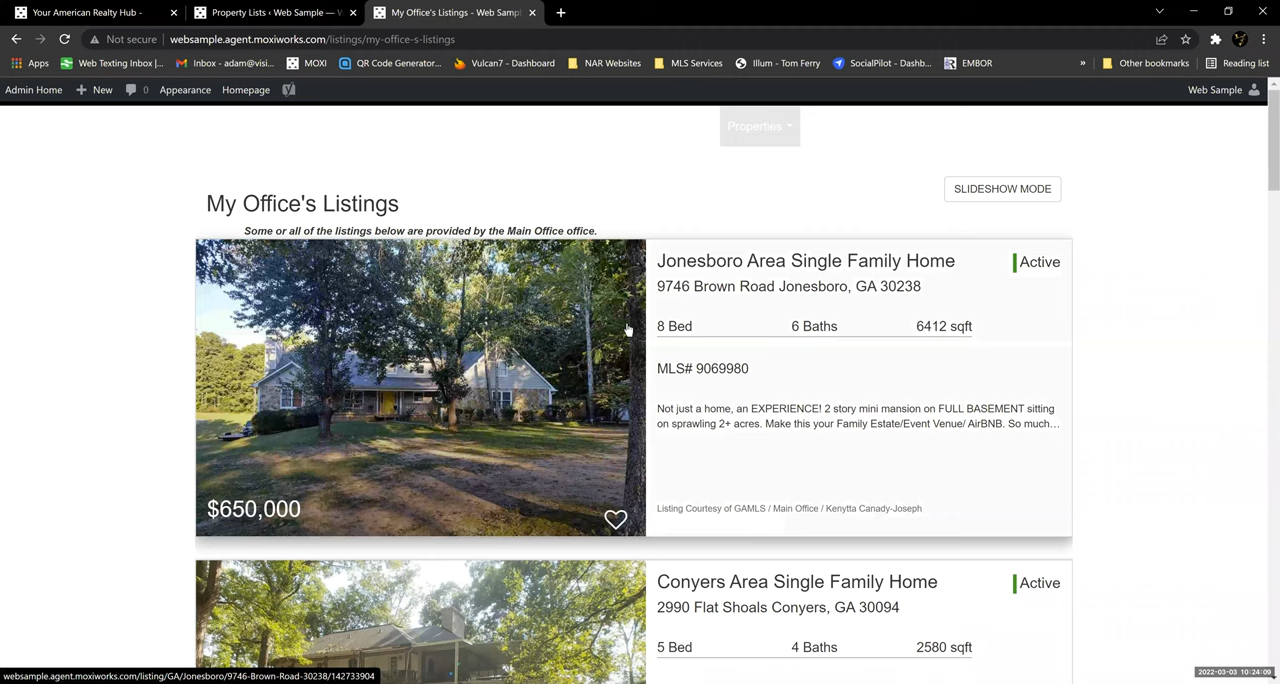 Your American Realty Hub -
Property Lists ‹ Web Sample — W
My Office's Listings - Web Samp
Not secure
websample.agent.moxiworks.com/listings/my-office-s-listings
Apps
Web Texting Inbox |...
Inbox - adam@visi...
MOXI
QR Code Generator...
Vulcan7 - Dashboard
NAR Websites
MLS Services
Illum - Tom Ferry
SocialPilot - Dashb...
EMBOR
»
Other bookmarks
Reading list
Admin Home
+ New
0
Appearance
Homepage
Web Sample
Properties
My Office's Listings
SLIDESHOW MODE
Some or all of the listings below are provided by the Main Office office.
Jonesboro Area Single Family Home
Active
9746 Brown Road Jonesboro, GA 30238
8 Bed 6 Baths 6412 sqft
MLS# 9069980
Not just a home, an EXPERIENCE! 2 story mini mansion on FULL BASEMENT sitting
on sprawling 2+ acres. Make this your Family Estate/Event Venue/ AirBNB. So much...
$650,000
Listing Courtesy of GAMLS / Main Office / Kenytta Canady-Joseph
Conyers Area Single Family Home
Active
2990 Flat Shoals Conyers, GA 30094
5 Bed 4 Baths 2580 sqft
websample.agent.moxiworks.com/listing/GA/Jonesboro/9746-Brown-Road-30238/142733904
2022-03-03 10:24:09